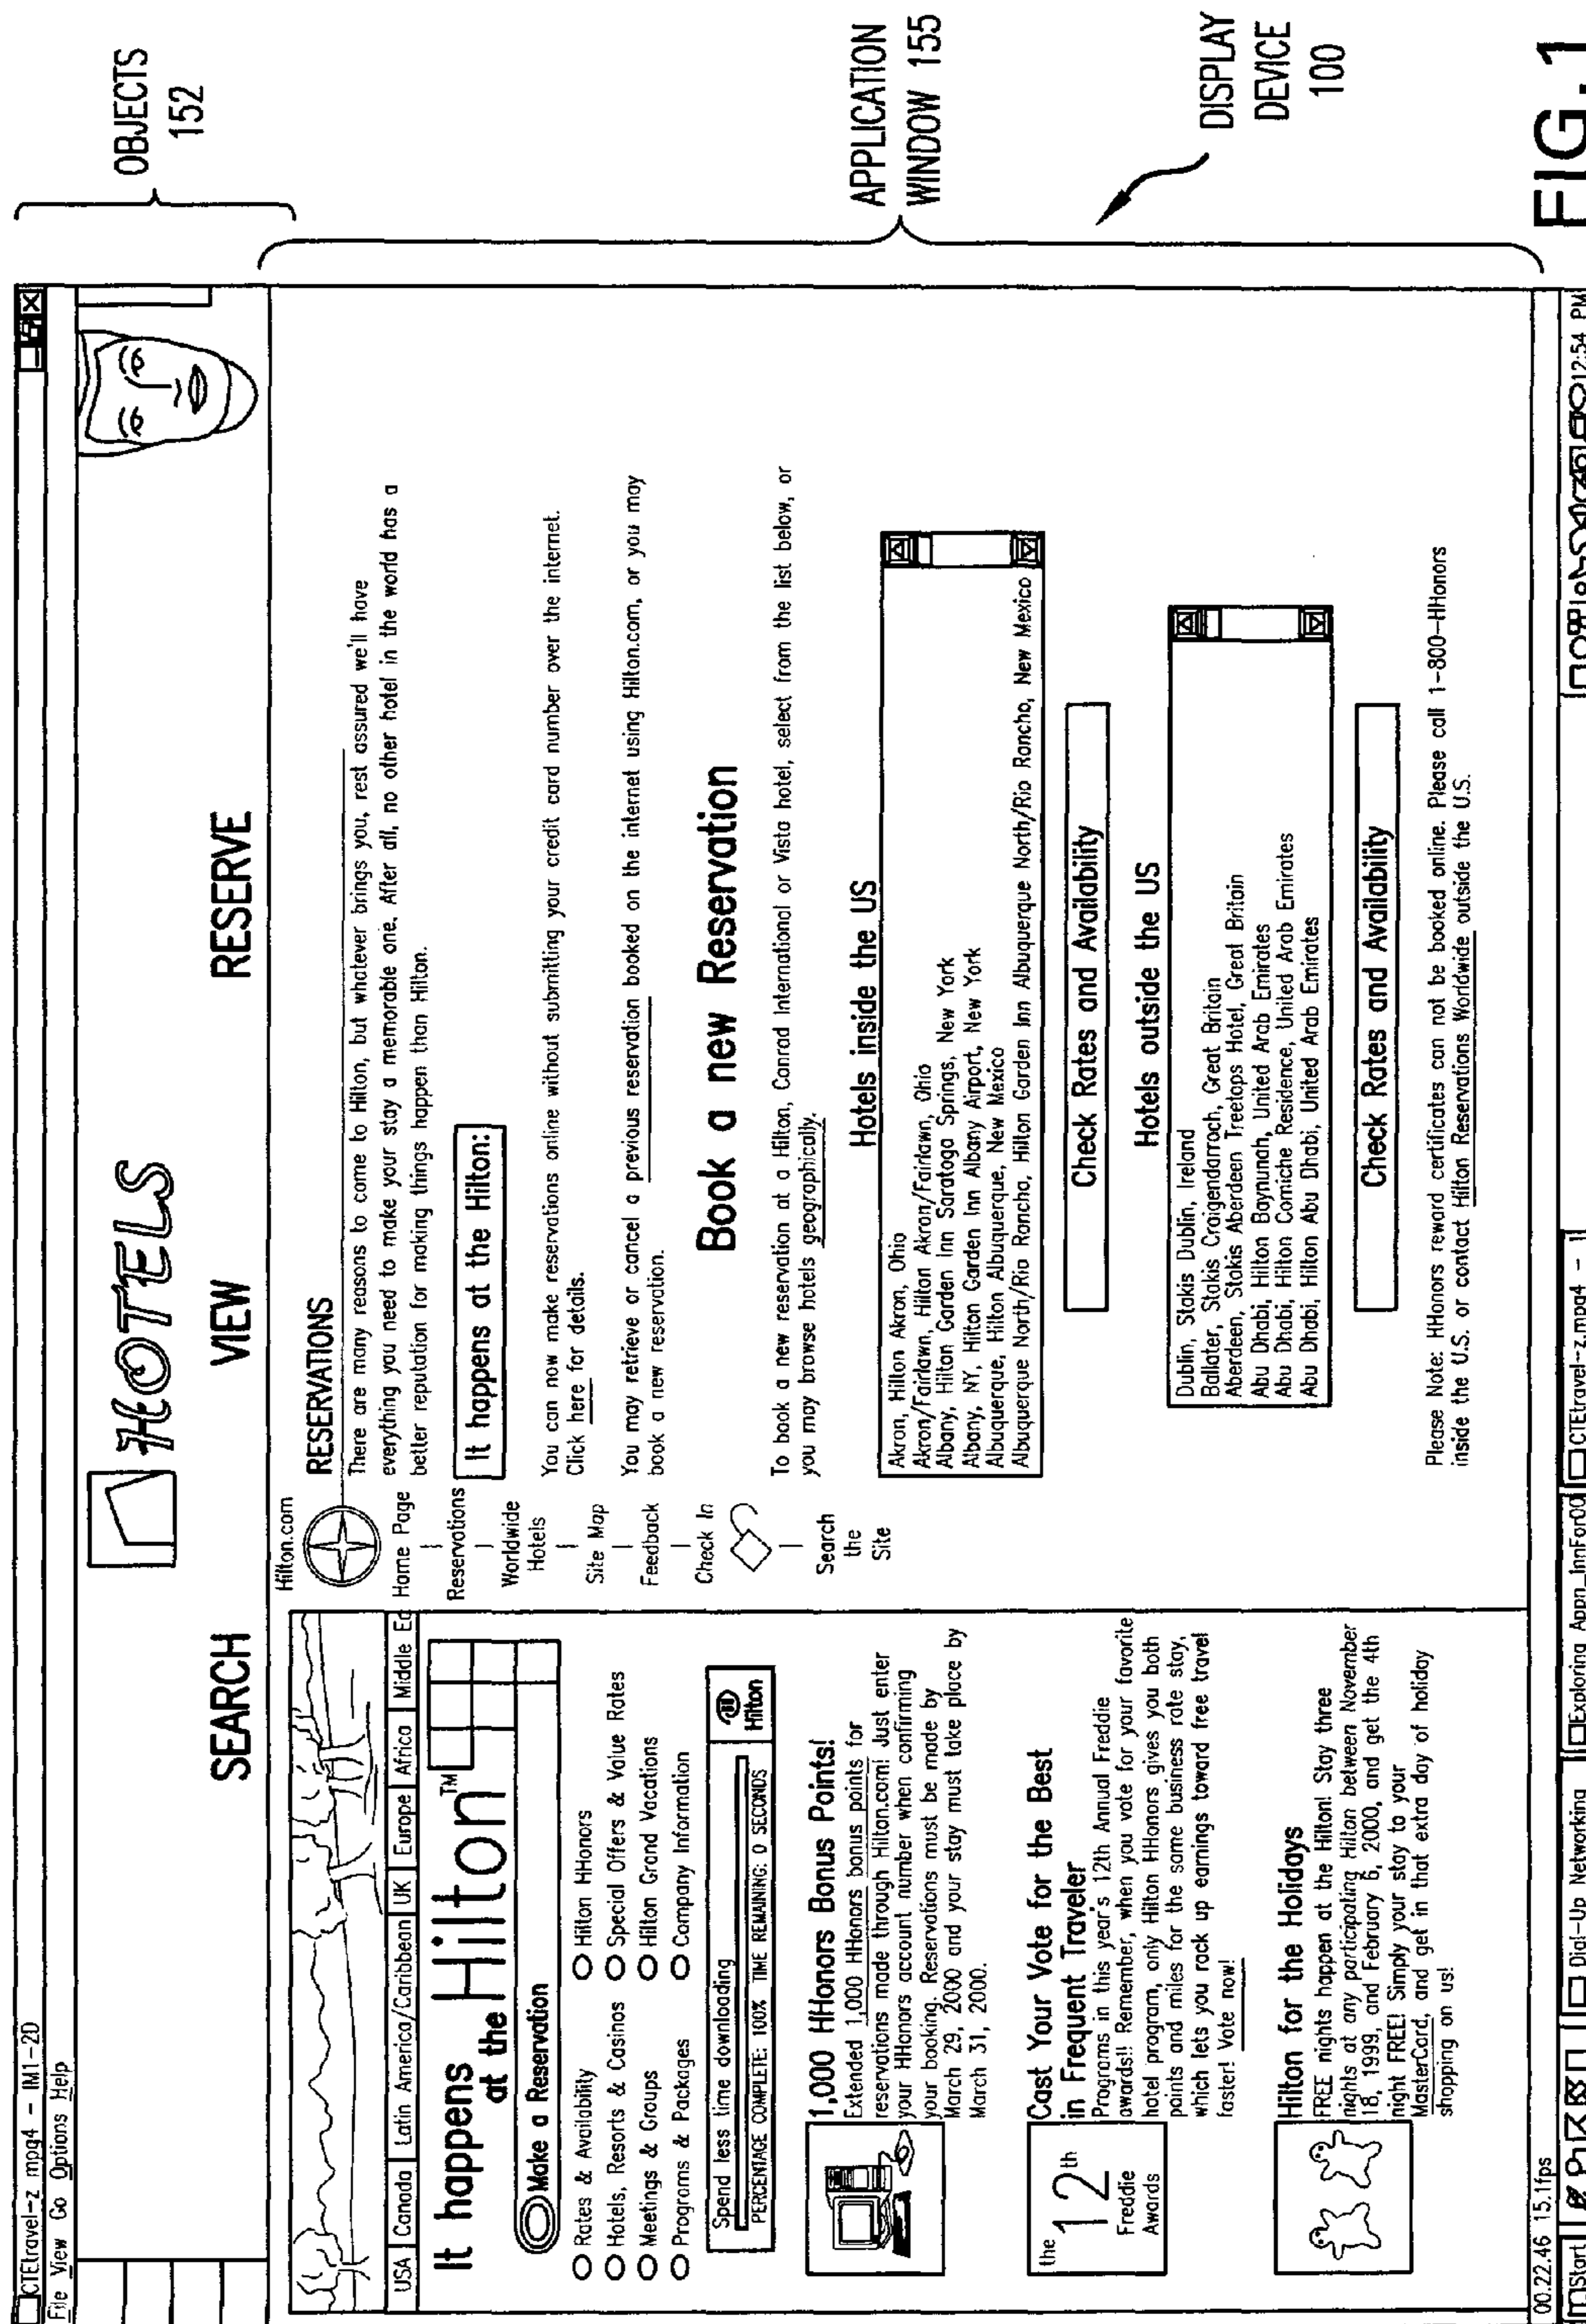 CTEtravel-z mpg4 - IM1-2D
File View Go Options Help
HOTELS
SEARCH VIEW RESERVE
OBJECTS
152
APPLICATION
WINDOW 155
DISPLAY
DEVICE
100
FIG. 1
USA Canada Latin America/Caribbean UK Europe Africa Middle Ea
It happens
at the Hilton™
Make a Reservation
Rates & Availability Hilton HHonors
Hotels, Resorts & Casinos Special Offers & Value Rates
Meetings & Groups Hilton Grand Vacations
Programs & Packages Company Information
Spend less time downloading
PERCENTAGE COMPLETE: 100% TIME REMAINING: 0 SECONDS
Hilton
1,000 HHonors Bonus Points!
Extended 1,000 HHonors bonus points for
reservations made through Hilton.com! Just enter
your HHonors account number when confirming
your booking. Reservations must be made by
March 29, 2000 and your stay must take place by
March 31, 2000.
the
12th
Freddie
Awards
Cast Your Vote for the Best
in Frequent Traveler
Programs in this year's 12th Annual Freddie
awards!! Remember, when you vote for your favorite
hotel program, only Hilton HHonors gives you both
points and miles for the same business rate stay,
which lets you rack up earnings toward free travel
faster! Vote now!
Hilton for the Holidays
FREE nights happen at the Hilton! Stay three
nights at any participating Hilton between November
18, 1999, and February 6, 2000, and get the 4th
night FREE! Simply your stay to your
MasterCard, and get in that extra day of holiday
shopping on us!
Hilton.com
Home Page
Reservations
Worldwide
Hotels
Site Map
Feedback
Check In
Search
the
Site
RESERVATIONS
There are many reasons to come to Hilton, but whatever brings you, rest assured we'll have
everything you need to make your stay a memorable one. After all, no other hotel in the world has a
better reputation for making things happen than Hilton.
It happens at the Hilton:
You can now make reservations online without submitting your credit card number over the internet.
Click here for details.
You may retrieve or cancel a previous reservation booked on the internet using Hilton.com, or you may
book a new reservation.
Book a new Reservation
To book a new reservation at a Hilton, Conrad International or Vista hotel, select from the list below, or
you may browse hotels geographically.
Hotels inside the US
Akron, Hilton Akron, Ohio
Akron/Fairlawn, Hilton Akron/Fairlawn, Ohio
Albany, Hilton Garden Inn Saratoga Springs, New York
Albany, NY, Hilton Garden Inn Albany Airport, New York
Albuquerque, Hilton Albuquerque, New Mexico
Albuquerque North/Rio Rancho, Hilton Garden Inn Albuquerque North/Rio Rancho, New Mexico
Check Rates and Availability
Hotels outside the US
Dublin, Stakis Dublin, Ireland
Ballater, Stakis Craigendarroch, Great Britain
Aberdeen, Stakis Aberdeen Treetops Hotel, Great Britain
Abu Dhabi, Hilton Baynunah, United Arab Emirates
Abu Dhabi, Hilton Corniche Residence, United Arab Emirates
Abu Dhabi, Hilton Abu Dhabi, United Arab Emirates
Check Rates and Availability
Please Note: HHonors reward certificates can not be booked online. Please call 1-800-HHonors
inside the U.S. or contact Hilton Reservations Worldwide outside the U.S.
00.22.46 15.1fps
Start Dial-Up Networking Exploring Appn_InnFor00 CTEtravel--z.mpg4 - 12:54 PM